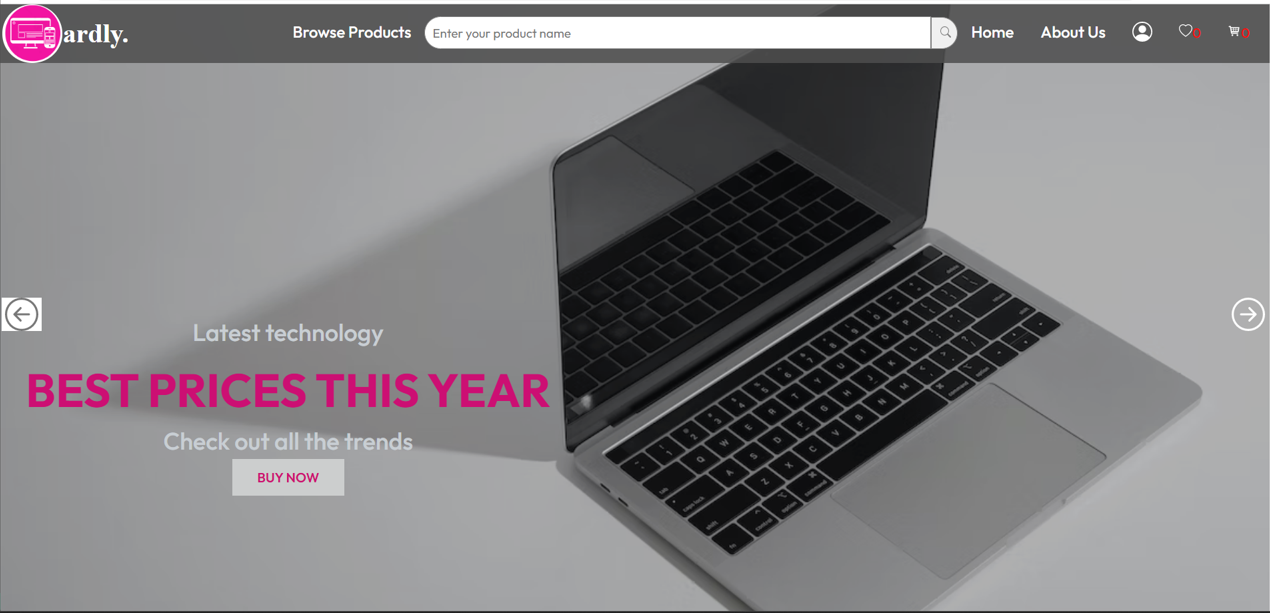 ardly.
Browse Products
Enter your product name
Home
About Us
0
0
Latest technology
BEST PRICES THIS YEAR
Check out all the trends
BUY NOW